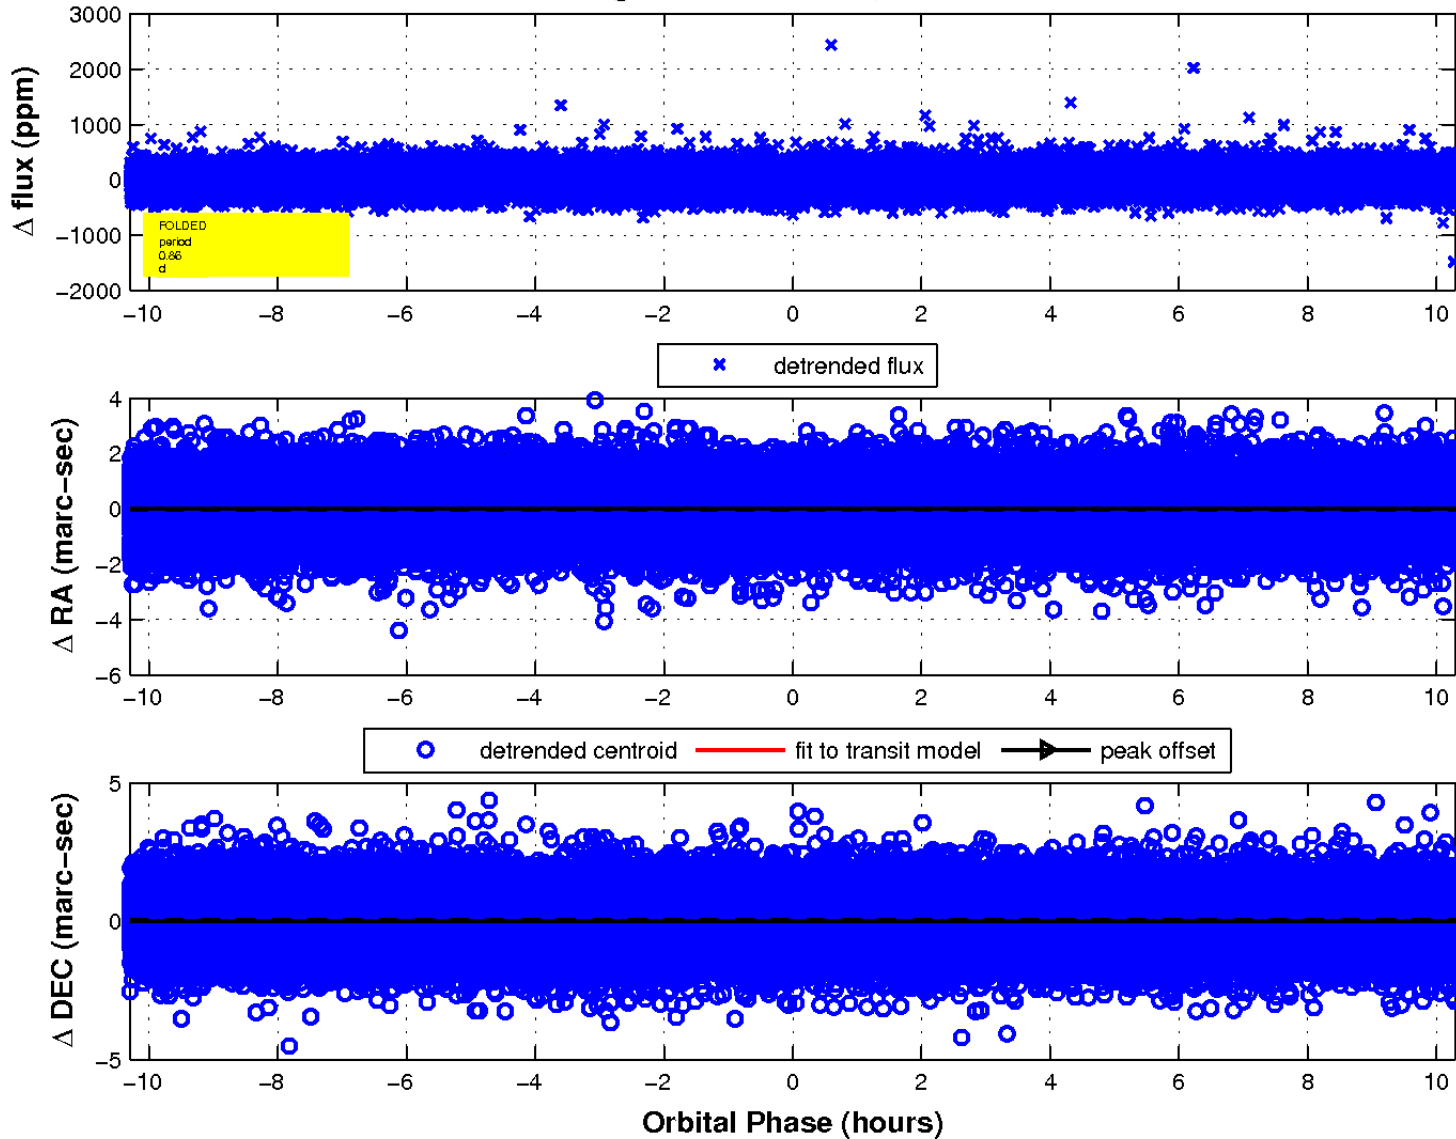 3000
2000
1000
0
−1000
−2000
Δ flux (ppm)
FOLDED
period
0.86
d
−10 −8 −6 −4 −2 0 2 4 6 8 10
detrended flux
4
2
0
−2
−4
−6
Δ RA (marc−sec)
−10 −8 −6 −4 −2 0 2 4 6 8 10
detrended centroid fit to transit model peak offset
5
0
−5
Δ DEC (marc−sec)
−10 −8 −6 −4 −2 0 2 4 6 8 10
Orbital Phase (hours)